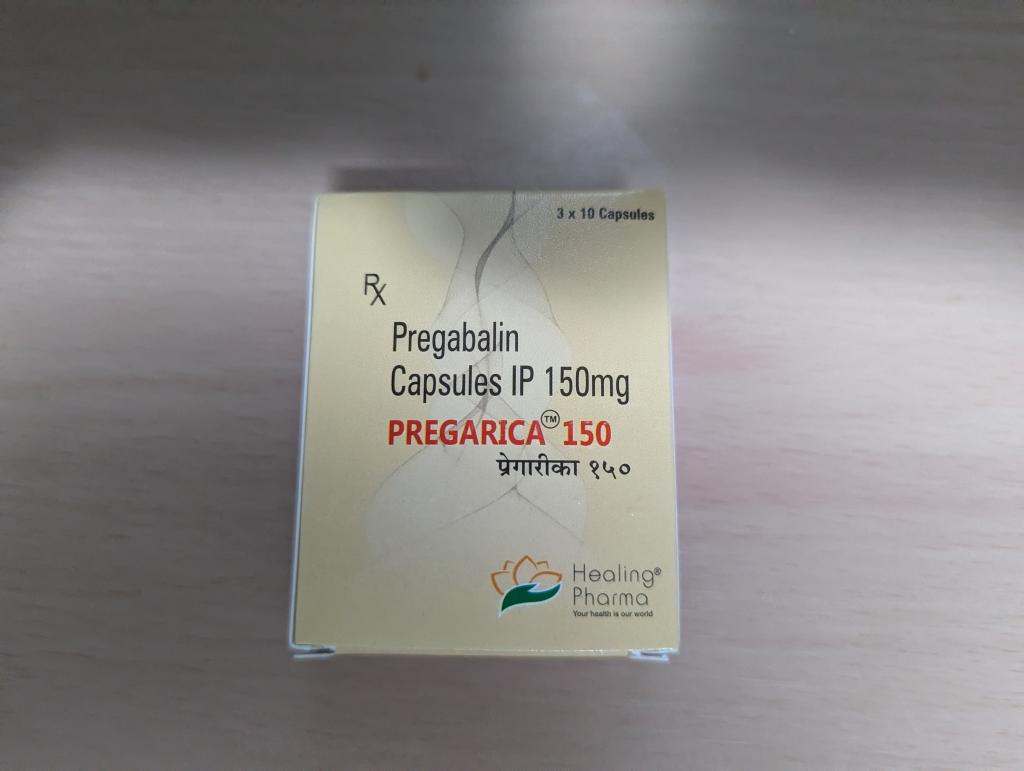 3 x 10 Capsules
Rx
Pregabalin
Capsules IP 150mg
PREGARICA™ 150
प्रेगारीका १५०
Healing®
Pharma
Your health is our world